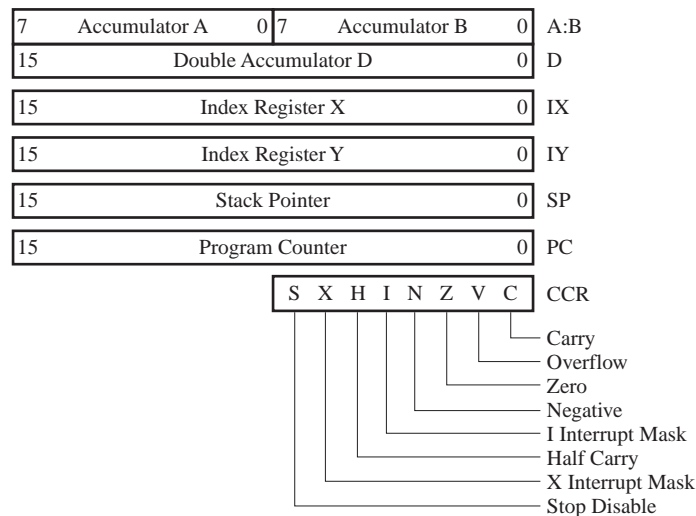 7 Accumulator A 0 7 Accumulator B 0 A:B
15 Double Accumulator D 0 D
15 Index Register X 0 IX
15 Index Register Y 0 IY
15 Stack Pointer 0 SP
15 Program Counter 0 PC
S X H I N Z V C CCR
Carry
Overflow
Zero
Negative
I Interrupt Mask
Half Carry
X Interrupt Mask
Stop Disable